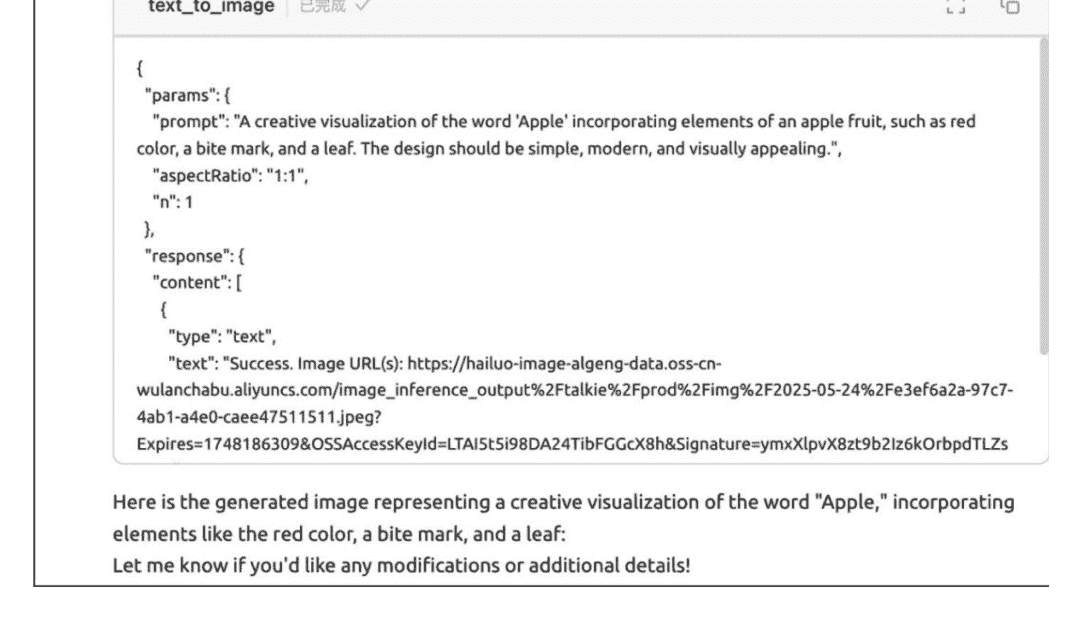 text_to_image 已完成
{
"params": {
"prompt": "A creative visualization of the word 'Apple' incorporating elements of an apple fruit, such as red
color, a bite mark, and a leaf. The design should be simple, modern, and visually appealing.",
"aspectRatio": "1:1",
"n": 1
},
"response": {
"content": [
{
"type": "text",
"text": "Success. Image URL(s): https://hailuo-image-algeng-data.oss-cn-
wulanchabu.aliyuncs.com/image_inference_output%2Ftalkie%2Fprod%2Fimg%2F2025-05-24%2Fe3ef6a2a-97c7-
4ab1-a4e0-caee47511511.jpeg?
Expires=1748186309&OSSAccessKeyId=LTAI5t5i98DA24TibFGGcX8h&Signature=ymxXlpvX8zt9b2Iz6kOrbpdTLZs
Here is the generated image representing a creative visualization of the word "Apple," incorporating
elements like the red color, a bite mark, and a leaf:
Let me know if you'd like any modifications or additional details!